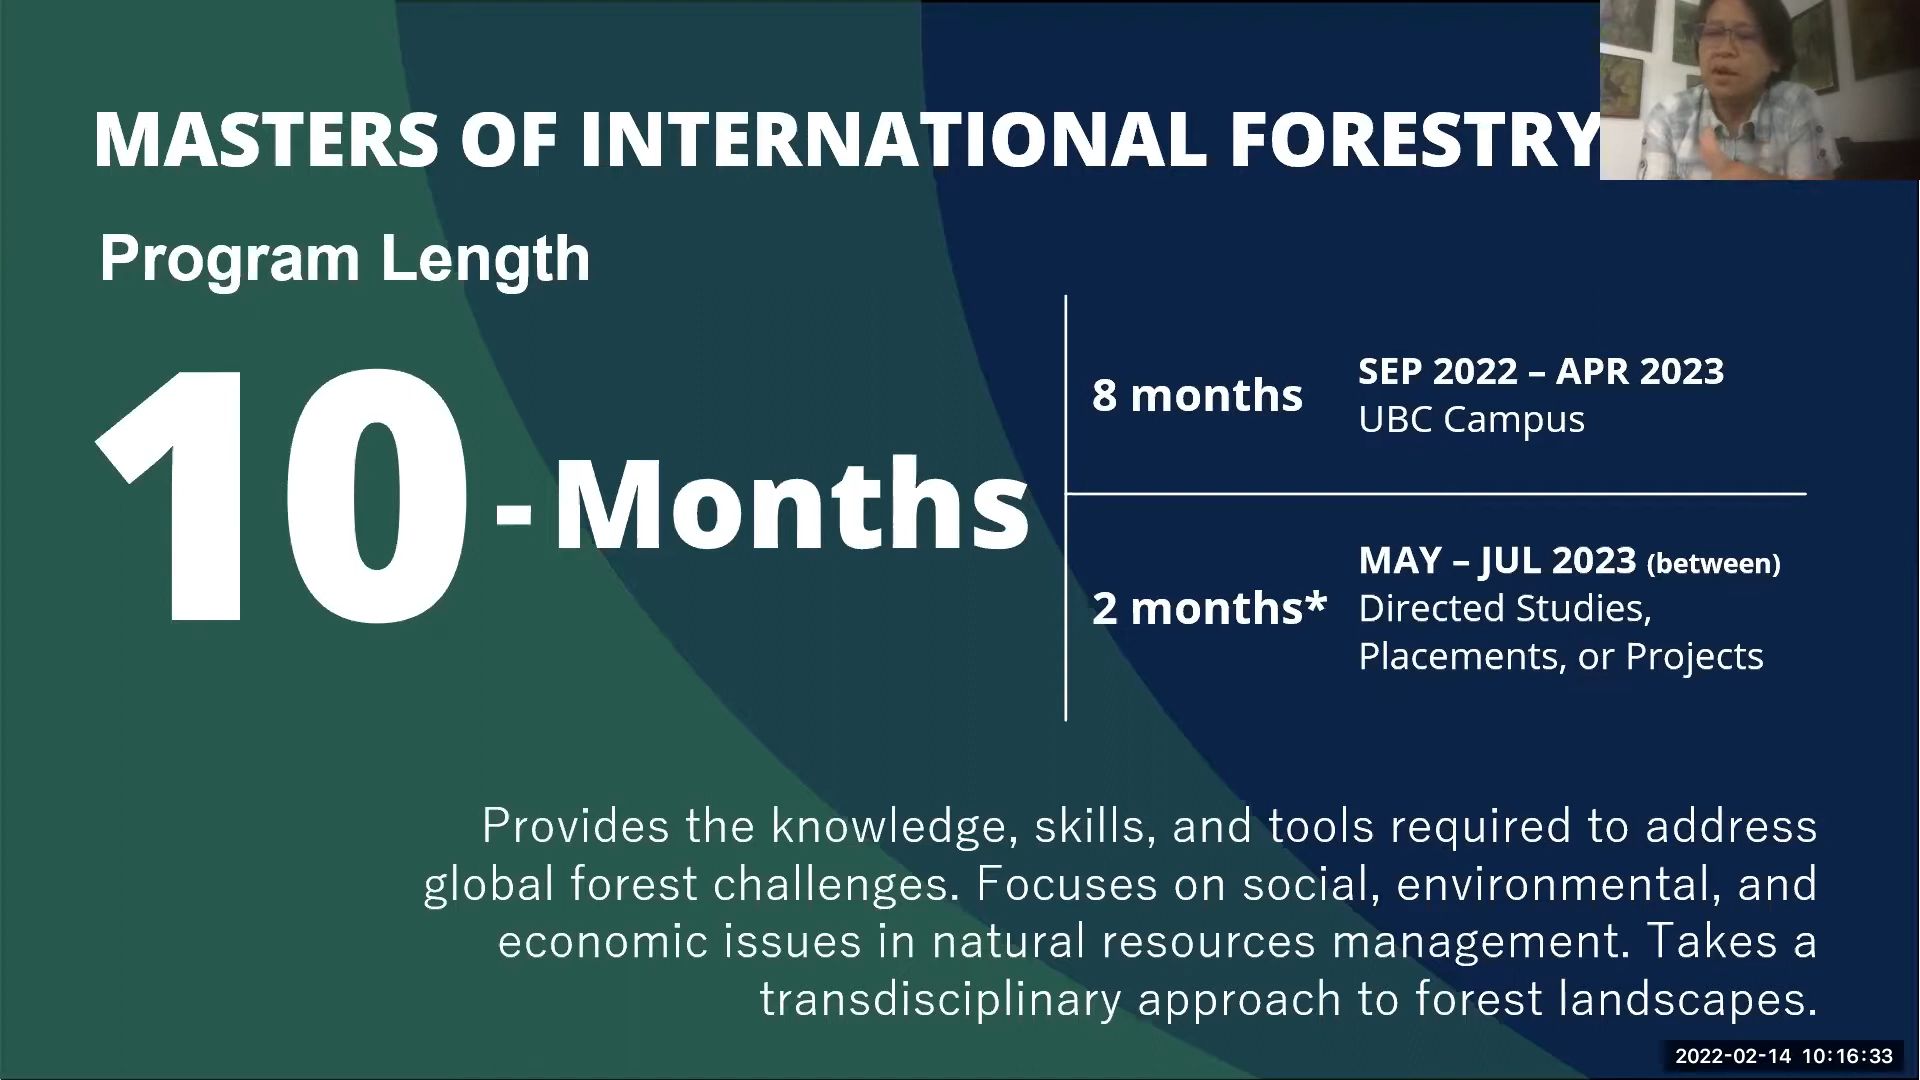 MASTERS OF INTERNATIONAL FORESTRY
Program Length
10 - Months
8 months
SEP 2022 – APR 2023
UBC Campus
2 months*
MAY – JUL 2023 (between)
Directed Studies,
Placements, or Projects
Provides the knowledge, skills, and tools required to address
global forest challenges. Focuses on social, environmental, and
economic issues in natural resources management. Takes a
transdisciplinary approach to forest landscapes.
2022-02-14 10:16:33